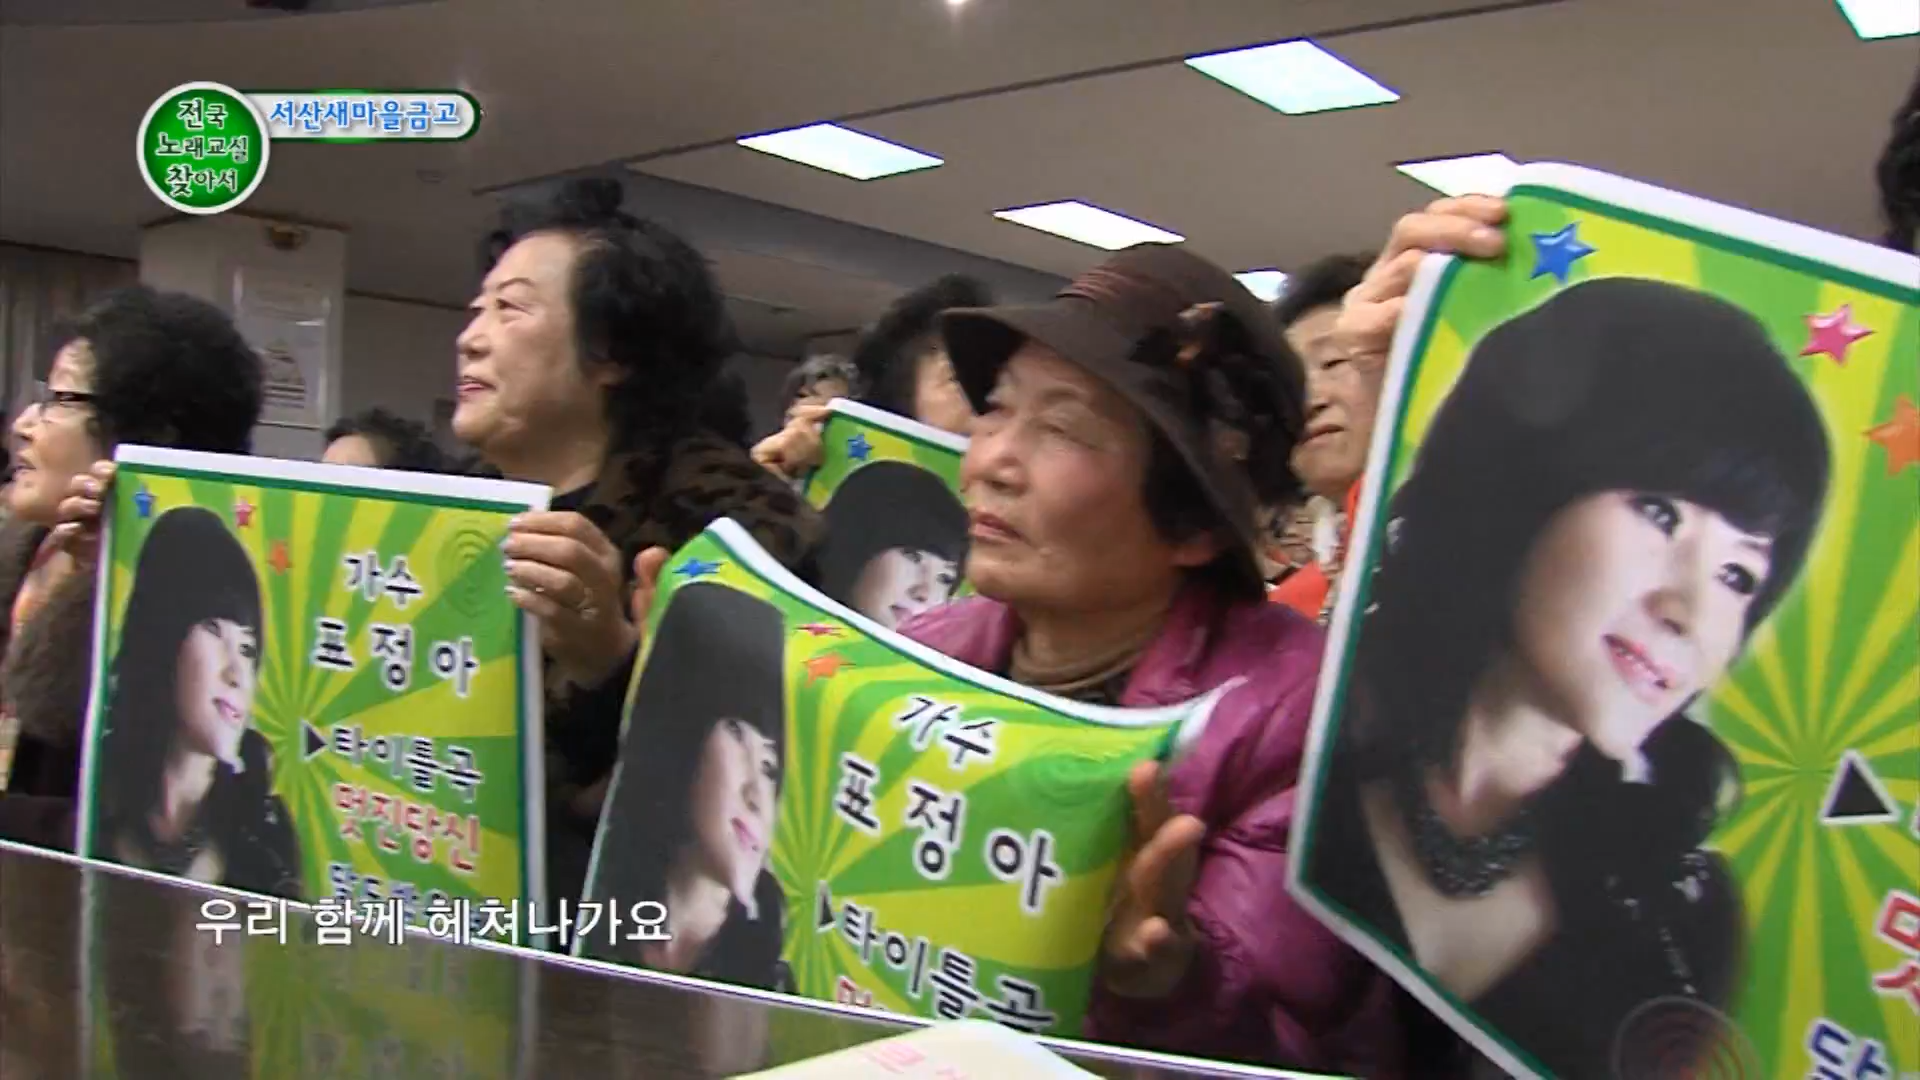 전국
노래교실
찾아서
서산새마을금고
가수
표정아
▶타이틀곡
멋진당신
가수
표정아
▶타이틀곡
우리 함께 헤쳐나가요